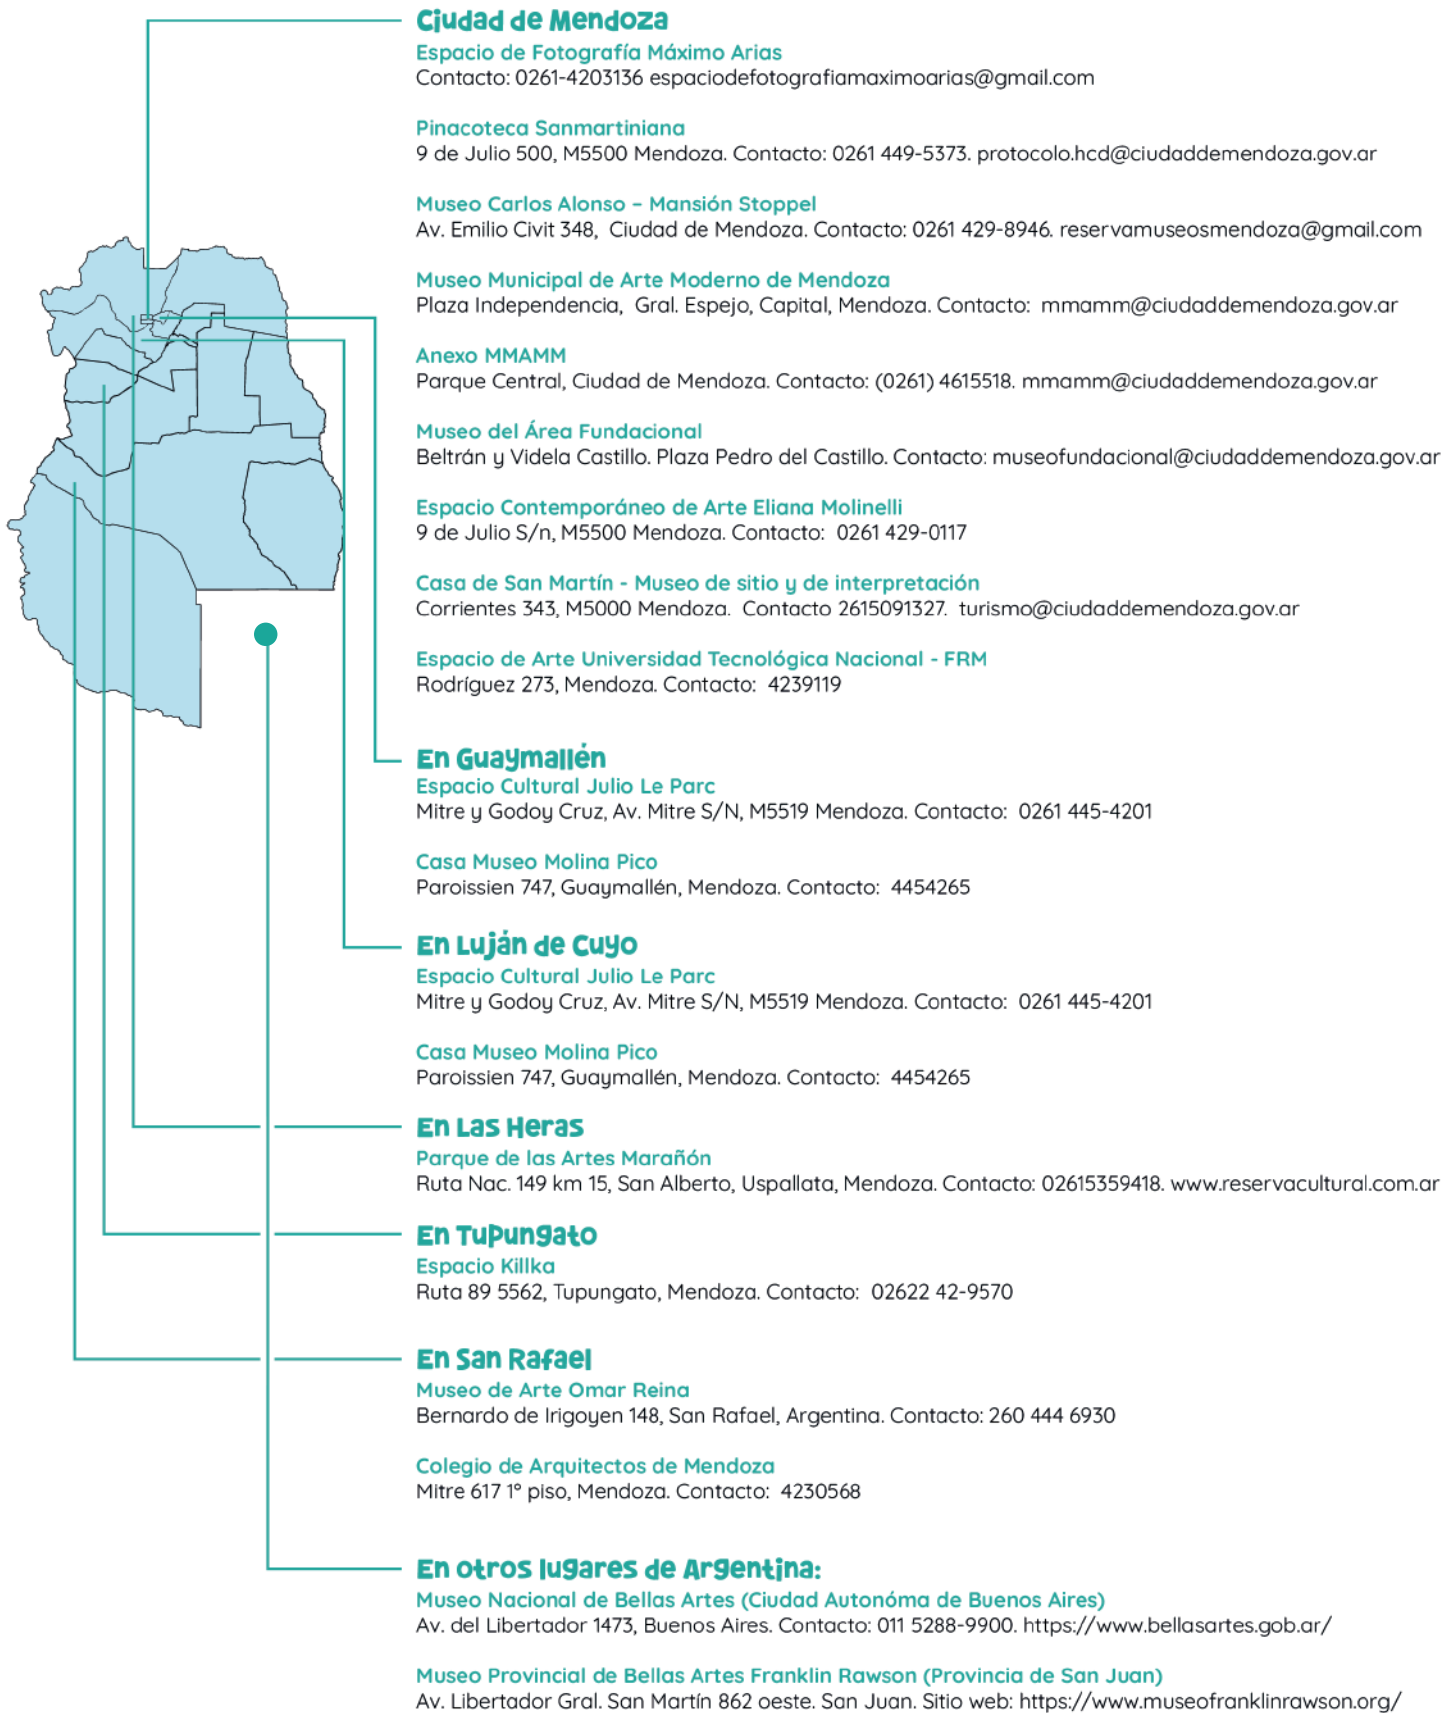 Ciudad de Mendoza
Espacio de Fotografía Máximo Arias
Contacto: 0261-4203136 espaciodefotografiamaximoarias@gmail.com
Pinacoteca Sanmartiniana
9 de Julio 500, M5500 Mendoza. Contacto: 0261 449-5373. protocolo.hcd@ciudaddemendoza.gov.ar
Museo Carlos Alonso – Mansión Stoppel
Av. Emilio Civit 348, Ciudad de Mendoza. Contacto: 0261 429-8946. reservamuseosmendoza@gmail.com
Museo Municipal de Arte Moderno de Mendoza
Plaza Independencia, Gral. Espejo, Capital, Mendoza. Contacto: mmamm@ciudaddemendoza.gov.ar
Anexo MMAMM
Parque Central, Ciudad de Mendoza. Contacto: (0261) 4615518. mmamm@ciudaddemendoza.gov.ar
Museo del Área Fundacional
Beltrán y Videla Castillo. Plaza Pedro del Castillo. Contacto: museofundacional@ciudaddemendoza.gov.ar
Espacio Contemporáneo de Arte Eliana Molinelli
9 de Julio S/n, M5500 Mendoza. Contacto: 0261 429-0117
Casa de San Martín - Museo de sitio y de interpretación
Corrientes 343, M5000 Mendoza. Contacto 2615091327. turismo@ciudaddemendoza.gov.ar
Espacio de Arte Universidad Tecnológica Nacional - FRM
Rodríguez 273, Mendoza. Contacto: 4239119
En Guaymallén
Espacio Cultural Julio Le Parc
Mitre y Godoy Cruz, Av. Mitre S/N, M5519 Mendoza. Contacto: 0261 445-4201
Casa Museo Molina Pico
Paroissien 747, Guaymallén, Mendoza. Contacto: 4454265
En Luján de Cuyo
Espacio Cultural Julio Le Parc
Mitre y Godoy Cruz, Av. Mitre S/N, M5519 Mendoza. Contacto: 0261 445-4201
Casa Museo Molina Pico
Paroissien 747, Guaymallén, Mendoza. Contacto: 4454265
En Las Heras
Parque de las Artes Marañón
Ruta Nac. 149 km 15, San Alberto, Uspallata, Mendoza. Contacto: 02615359418. www.reservacultural.com.ar
En Tupungato
Espacio Killka
Ruta 89 5562, Tupungato, Mendoza. Contacto: 02622 42-9570
En San Rafael
Museo de Arte Omar Reina
Bernardo de Irigoyen 148, San Rafael, Argentina. Contacto: 260 444 6930
Colegio de Arquitectos de Mendoza
Mitre 617 1º piso, Mendoza. Contacto: 4230568
En otros lugares de Argentina:
Museo Nacional de Bellas Artes (Ciudad Autonóma de Buenos Aires)
Av. del Libertador 1473, Buenos Aires. Contacto: 011 5288-9900. https://www.bellasartes.gob.ar/
Museo Provincial de Bellas Artes Franklin Rawson (Provincia de San Juan)
Av. Libertador Gral. San Martín 862 oeste. San Juan. Sitio web: https://www.museofranklinrawson.org/